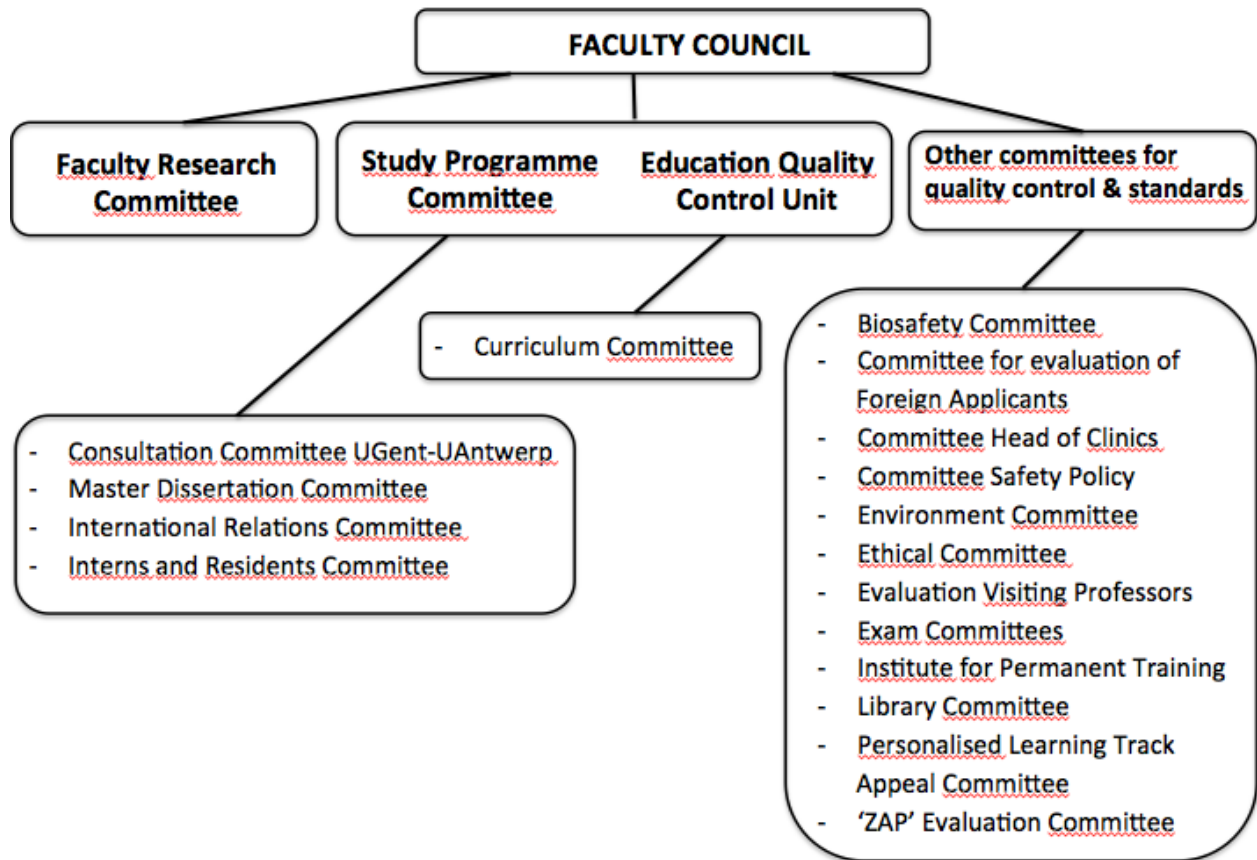 FACULTY COUNCIL
Faculty Research
Committee
Study Programme
Committee
Education Quality
Control Unit
Other committees for
quality control & standards
- Curriculum Committee
- Consultation Committee UGent-UAntwerp
- Master Dissertation Committee
- International Relations Committee
- Interns and Residents Committee
- Biosafety Committee
- Committee for evaluation of
Foreign Applicants
- Committee Head of Clinics
- Committee Safety Policy
- Environment Committee
- Ethical Committee
- Evaluation Visiting Professors
- Exam Committees
- Institute for Permanent Training
- Library Committee
- Personalised Learning Track
Appeal Committee
- ‘ZAP’ Evaluation Committee